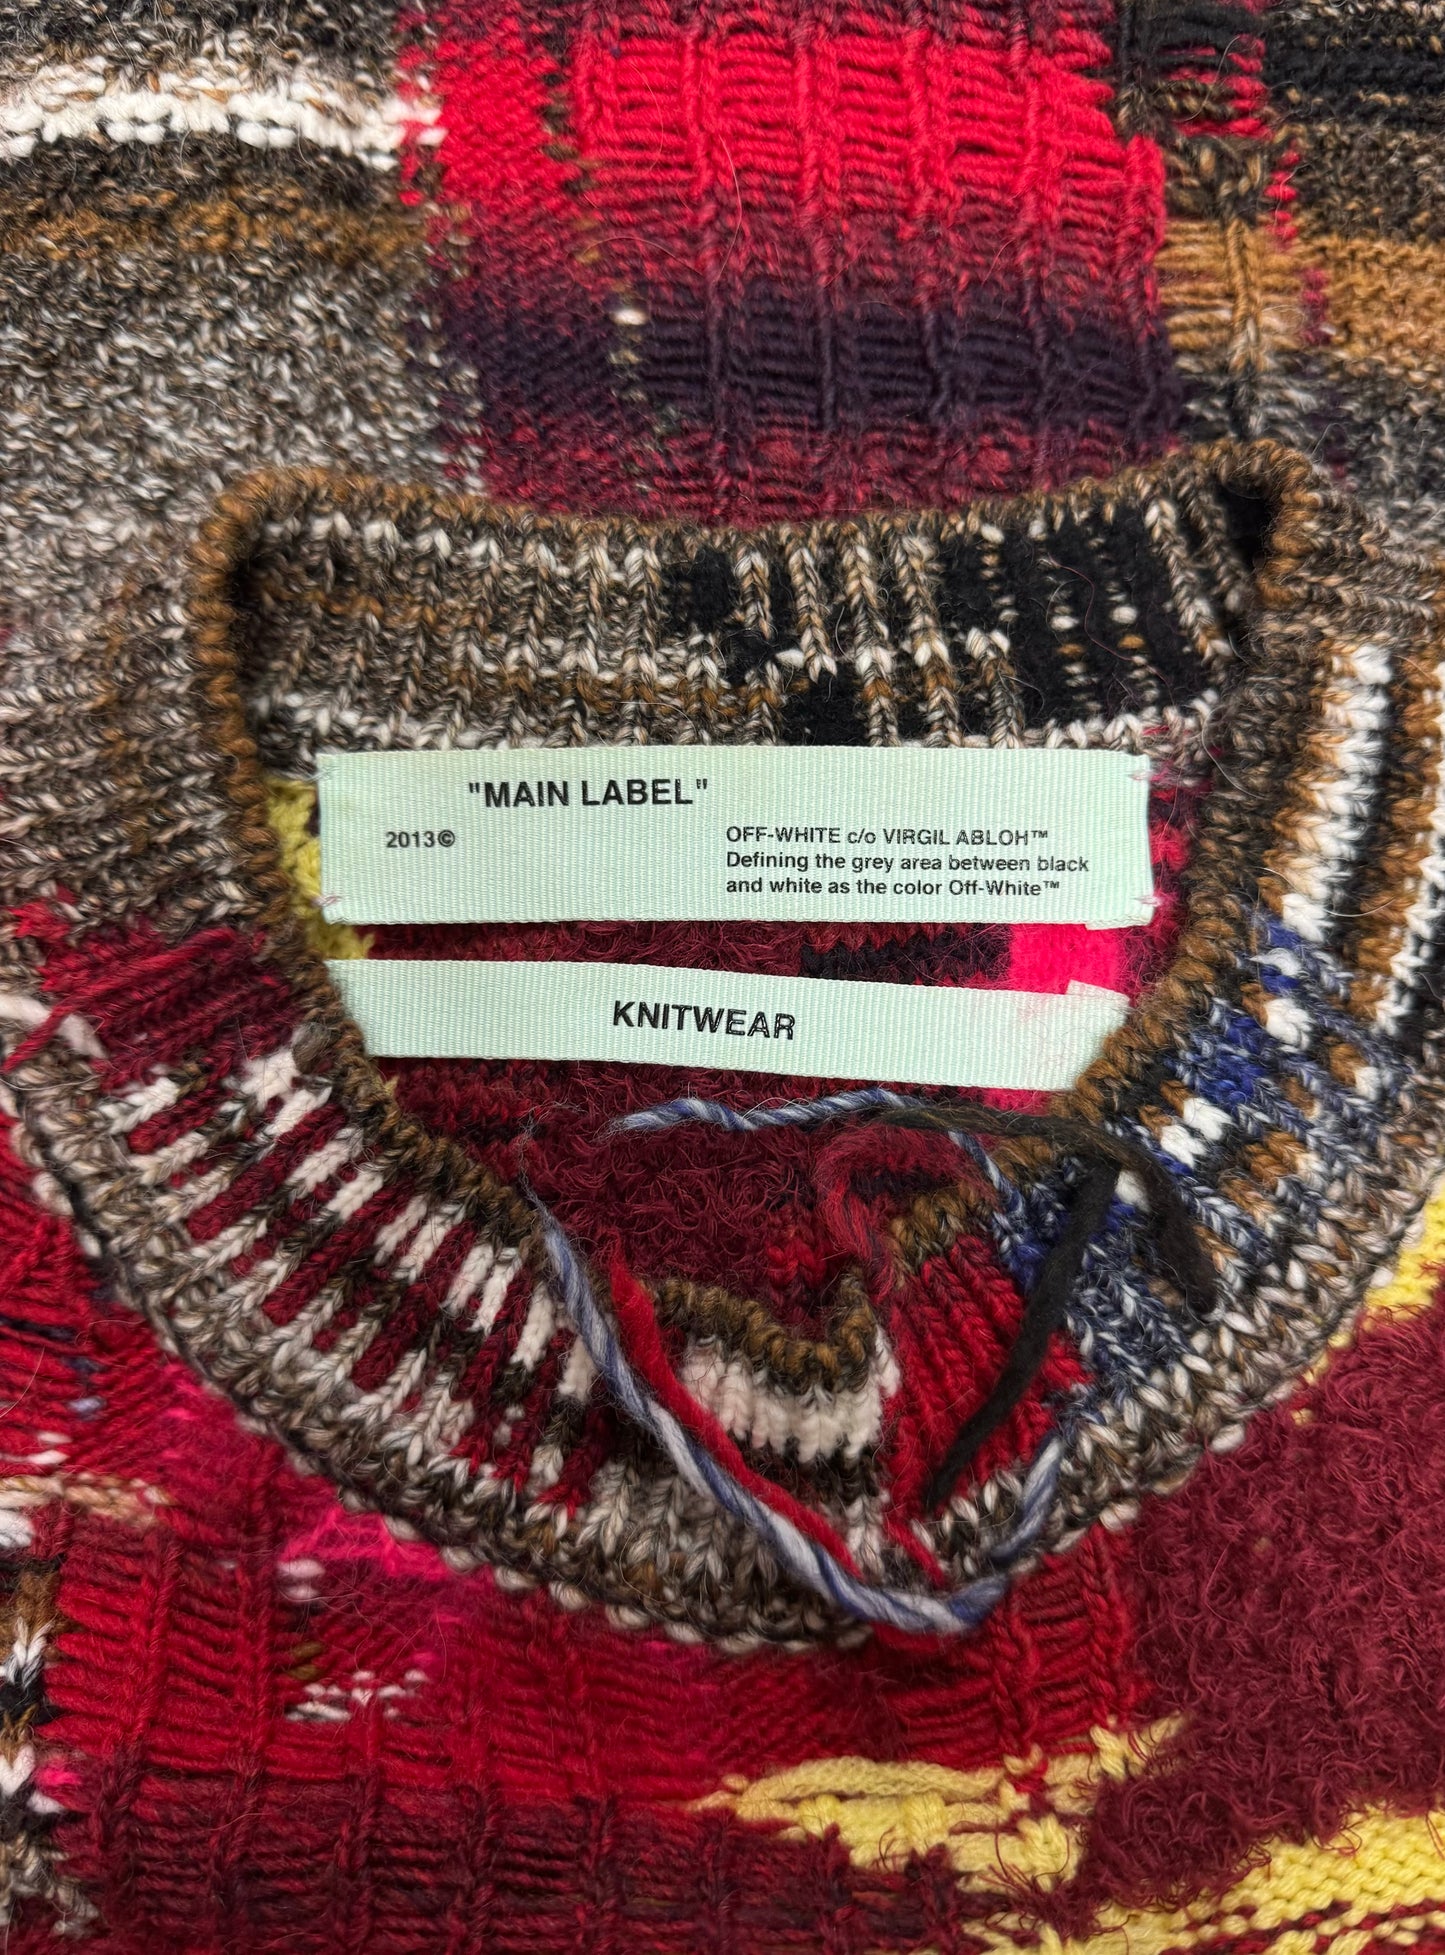 "MAIN LABEL"
2013©
OFF-WHITE c/o VIRGIL ABLOH™
Defining the grey area between black
and white as the color Off-White™
KNITWEAR